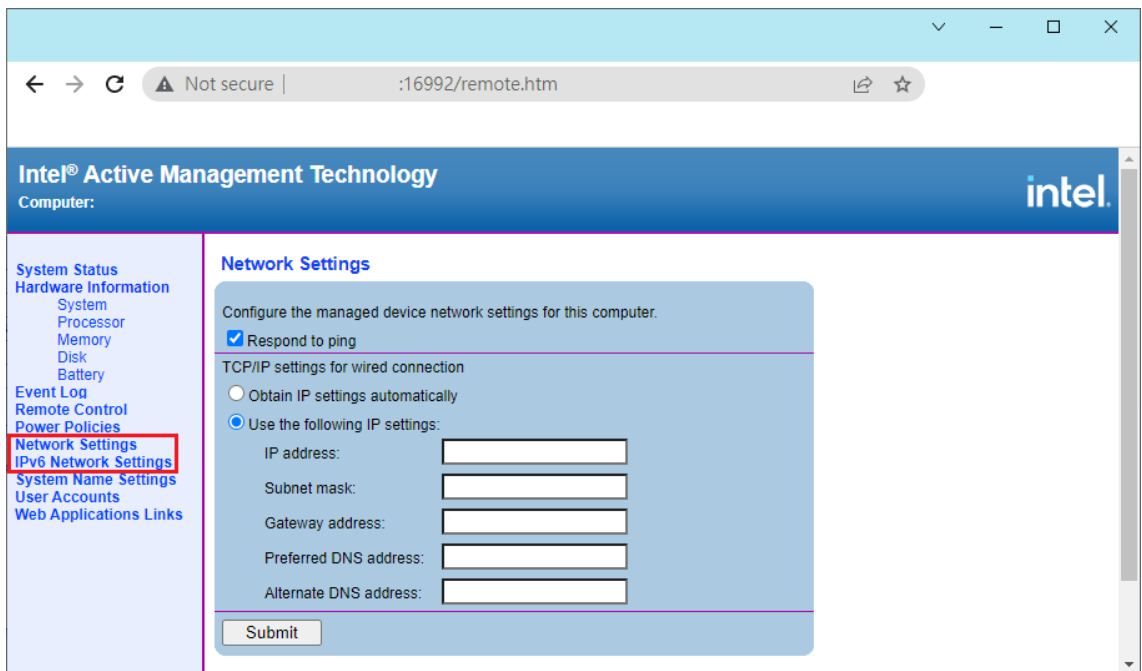 Not secure | :16992/remote.htm
Intel® Active Management Technology
Computer:
intel.
System Status
Hardware Information
System
Processor
Memory
Disk
Battery
Event Log
Remote Control
Power Policies
Network Settings
IPv6 Network Settings
System Name Settings
User Accounts
Web Applications Links
Network Settings
Configure the managed device network settings for this computer.
Respond to ping
TCP/IP settings for wired connection
Obtain IP settings automatically
Use the following IP settings:
IP address:
Subnet mask:
Gateway address:
Preferred DNS address:
Alternate DNS address:
Submit